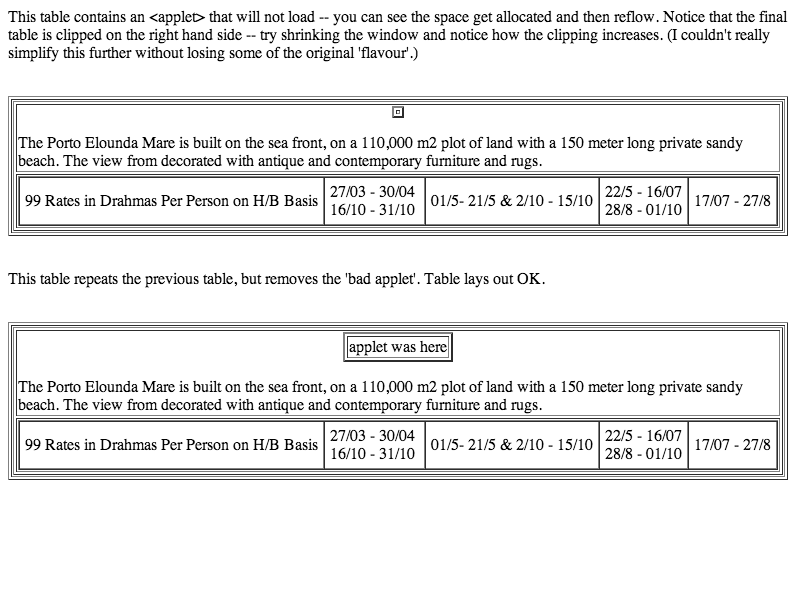 This table contains an <applet> that will not load -- you can see the space get allocated and then reflow. Notice that the final
table is clipped on the right hand side -- try shrinking the window and notice how the clipping increases. (I couldn't really
simplify this further without losing some of the original 'flavour'.)
The Porto Elounda Mare is built on the sea front, on a 110,000 m2 plot of land with a 150 meter long private sandy
beach. The view from decorated with antique and contemporary furniture and rugs.
99 Rates in Drahmas Per Person on H/B Basis
27/03 - 30/04
16/10 - 31/10
01/5- 21/5 & 2/10 - 15/10
22/5 - 16/07
28/8 - 01/10
17/07 - 27/8
This table repeats the previous table, but removes the 'bad applet'. Table lays out OK.
applet was here
The Porto Elounda Mare is built on the sea front, on a 110,000 m2 plot of land with a 150 meter long private sandy
beach. The view from decorated with antique and contemporary furniture and rugs.
99 Rates in Drahmas Per Person on H/B Basis
27/03 - 30/04
16/10 - 31/10
01/5- 21/5 & 2/10 - 15/10
22/5 - 16/07
28/8 - 01/10
17/07 - 27/8